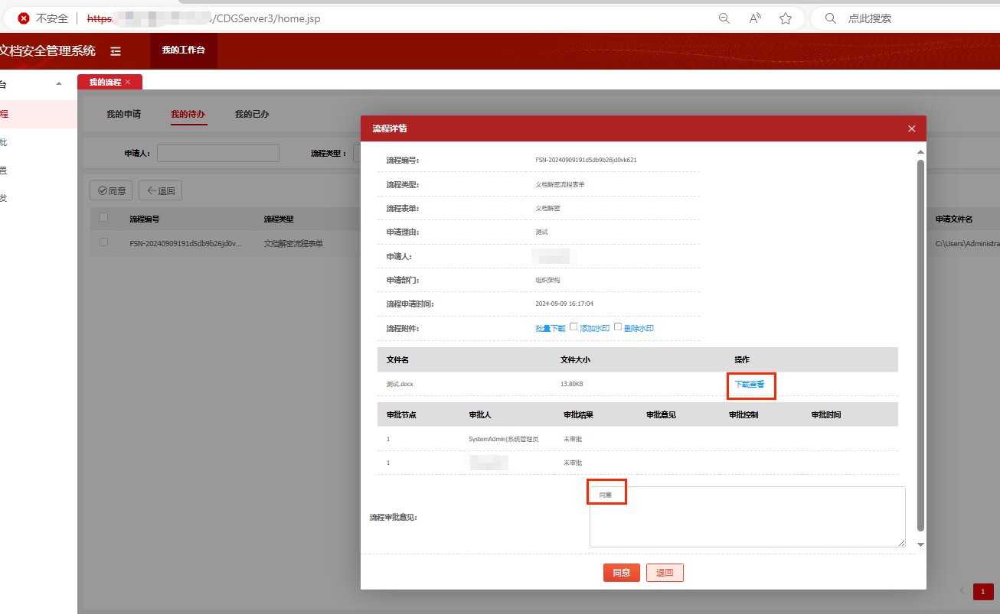 不安全 https: /CDGServer3/home.jsp 点此搜索
文档安全管理系统 我的工作台
台 我的流程 ×
程 我的申请 我的待办 我的已办
流程详情 ×
批
申请人: 流程类型:
置
发
同意 退回
流程编号 流程类型 申请文件名
FSN-20240909191d5db9b26jd0v... 文档解密流程表单 C:\Users\Administra
流程编号: FSN-20240909191d5db9b26jd0vk621
流程类型: 文档解密流程表单
流程表单: 文档解密
申请理由: 测试
申请人:
申请部门: 组织架构
流程申请时间: 2024-09-09 16:17:04
流程附件: 批量下载 添加水印 删除水印
文件名 文件大小 操作
测试.docx 13.80KB 下载查看
审批节点 审批人 审批结果 审批意见 审批控制 审批时间
1 SystemAdmin|系统管理员 未审批
1 未审批
流程审批意见: 同意
同意 退回
1